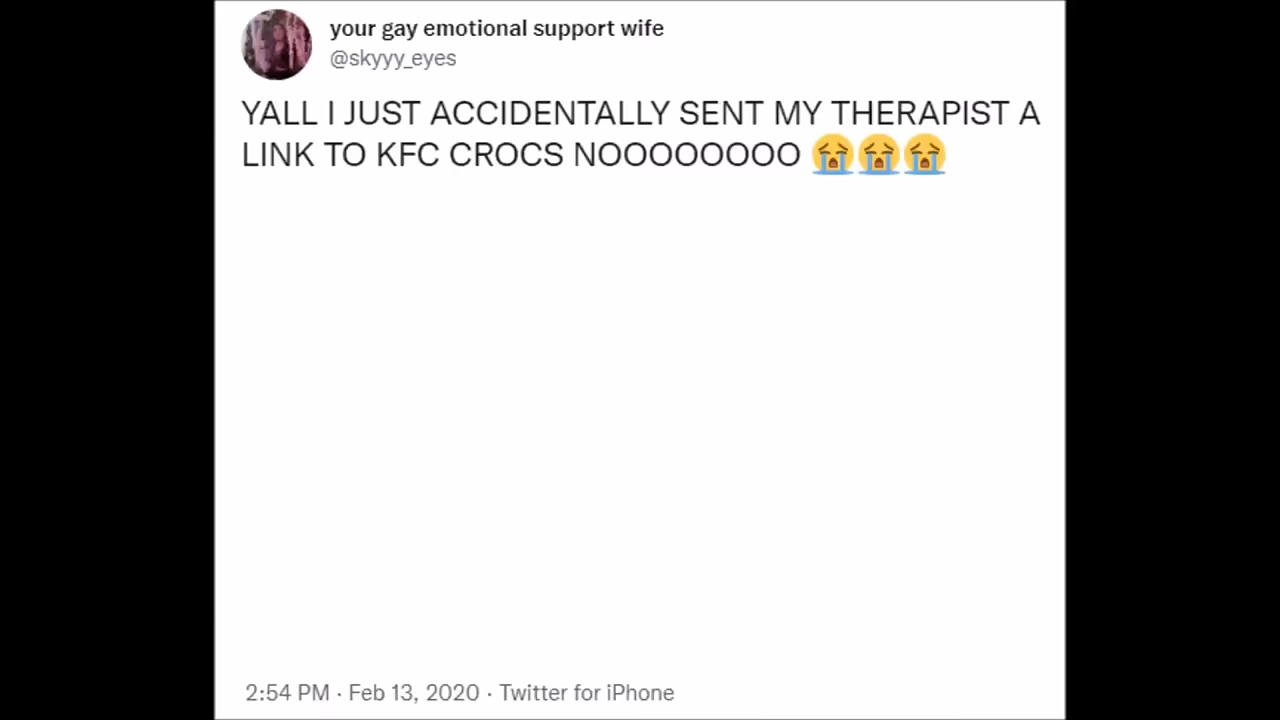 your gay emotional support wife
@skyyy_eyes
YALL I JUST ACCIDENTALLY SENT MY THERAPIST A
LINK TO KFC CROCS NOOOOOOOO 😭😭😭
2:54 PM · Feb 13, 2020 · Twitter for iPhone